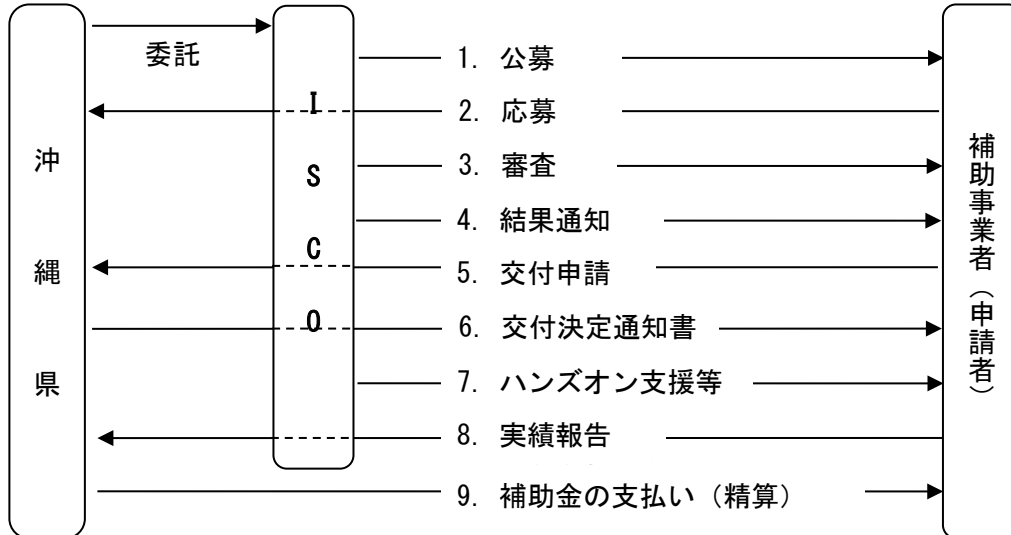 沖縄県
委託
ISCO
1. 公募
2. 応募
3. 審査
4. 結果通知
5. 交付申請
6. 交付決定通知書
7. ハンズオン支援等
8. 実績報告
9. 補助金の支払い（精算）
補助事業者（申請者）